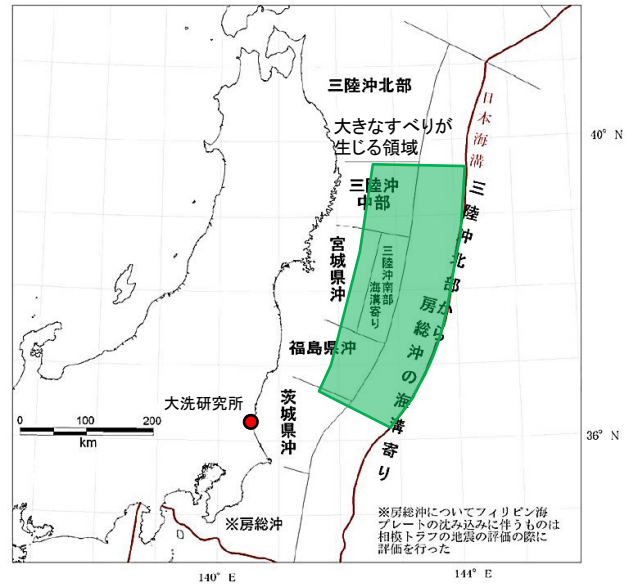 三陸沖北部
大きなすべりが
生じる領域
40° N
日本海溝
三陸沖
中部
三陸沖北部から
房総沖の海溝寄り
宮城県沖
三陸沖南部
海溝寄り
福島県沖
大洗研究所
茨城県沖
0 100 200
km
36° N
※房総沖
※房総沖についてフィリピン海
プレートの沈み込みに伴うものは
相模トラフの地震の評価の際に
評価を行った
140° E
144° E